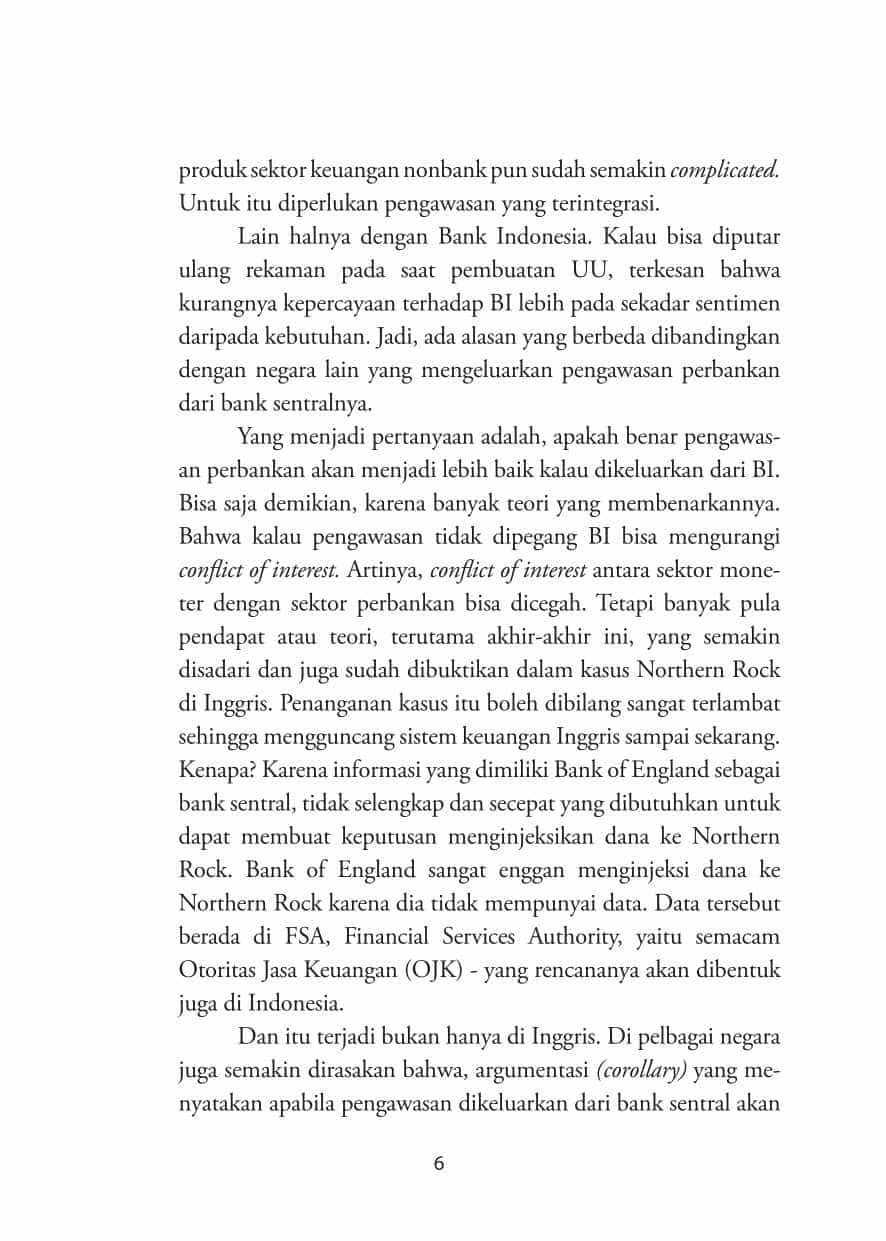 produk sektor keuangan nonbank pun sudah semakin complicated.
Untuk itu diperlukan pengawasan yang terintegrasi.
Lain halnya dengan Bank Indonesia. Kalau bisa diputar
ulang rekaman pada saat pembuatan UU, terkesan bahwa
kurangnya kepercayaan terhadap BI lebih pada sekadar sentimen
daripada kebutuhan. Jadi, ada alasan yang berbeda dibandingkan
dengan negara lain yang mengeluarkan pengawasan perbankan
dari bank sentralnya.
Yang menjadi pertanyaan adalah, apakah benar pengawas-
an perbankan akan menjadi lebih baik kalau dikeluarkan dari BI.
Bisa saja demikian, karena banyak teori yang membenarkannya.
Bahwa kalau pengawasan tidak dipegang BI bisa mengurangi
conflict of interest. Artinya, conflict of interest antara sektor mone-
ter dengan sektor perbankan bisa dicegah. Tetapi banyak pula
pendapat atau teori, terutama akhir-akhir ini, yang semakin
disadari dan juga sudah dibuktikan dalam kasus Northern Rock
di Inggris. Penanganan kasus itu boleh dibilang sangat terlambat
sehingga mengguncang sistem keuangan Inggris sampai sekarang.
Kenapa? Karena informasi yang dimiliki Bank of England sebagai
bank sentral, tidak selengkap dan secepat yang dibutuhkan untuk
dapat membuat keputusan menginjeksikan dana ke Northern
Rock. Bank of England sangat enggan menginjeksi dana ke
Northern Rock karena dia tidak mempunyai data. Data tersebut
berada di FSA, Financial Services Authority, yaitu semacam
Otoritas Jasa Keuangan (OJK) - yang rencananya akan dibentuk
juga di Indonesia.
Dan itu terjadi bukan hanya di Inggris. Di pelbagai negara
juga semakin dirasakan bahwa, argumentasi (corollary) yang me-
nyatakan apabila pengawasan dikeluarkan dari bank sentral akan
6